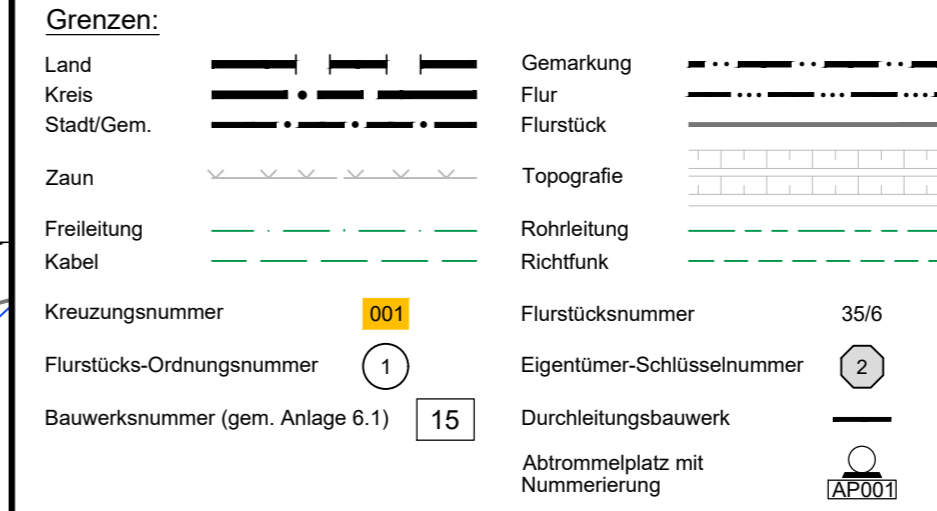 Grenzen:
Land
Kreis
Stadt/Gem.
Zaun
Freileitung
Kabel
Kreuzungsnummer 001
Flurstücks-Ordnungsnummer 1
Bauwerksnummer (gem. Anlage 6.1) 15
Gemarkung
Flur
Flurstück
Topografie
Rohrleitung
Richtfunk
Flurstücksnummer 35/6
Eigentümer-Schlüsselnummer 2
Durchleitungsbauwerk
Abtrommelplatz mit
Nummerierung
AP001